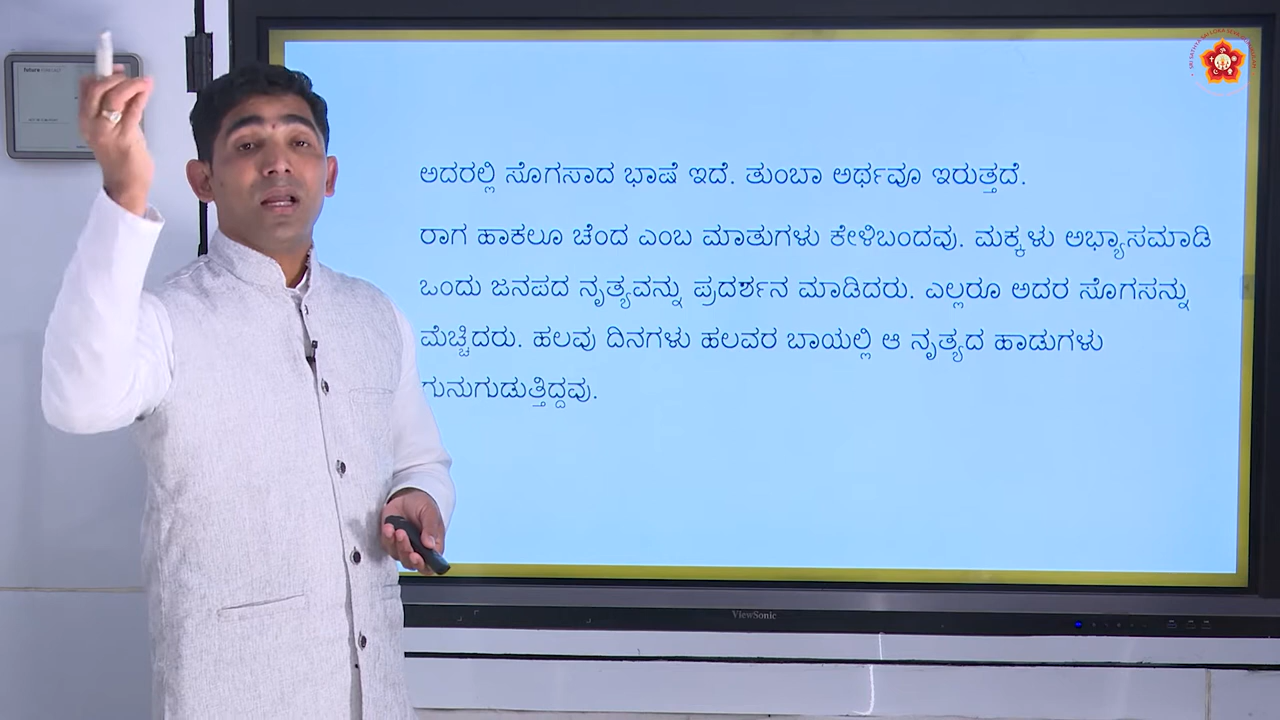 ಅದರಲ್ಲಿ ಸೊಗಸಾದ ಭಾಷೆ ಇದೆ. ತುಂಬಾ ಅರ್ಥವೂ ಇರುತ್ತದೆ.
ರಾಗ ಹಾಕಲೂ ಚೆಂದ ಎಂಬ ಮಾತುಗಳು ಕೇಳಿಬಂದವು. ಮಕ್ಕಳು ಅಭ್ಯಾಸಮಾಡಿ
ಒಂದು ಜನಪದ ನೃತ್ಯವನ್ನು ಪ್ರದರ್ಶನ ಮಾಡಿದರು. ಎಲ್ಲರೂ ಅದರ ಸೊಗಸನ್ನು
ಮೆಚ್ಚಿದರು. ಹಲವು ದಿನಗಳು ಹಲವರ ಬಾಯಲ್ಲಿ ಆ ನೃತ್ಯದ ಹಾಡುಗಳು
ಗುನುಗುಡುತ್ತಿದ್ದವು.
ViewSonic